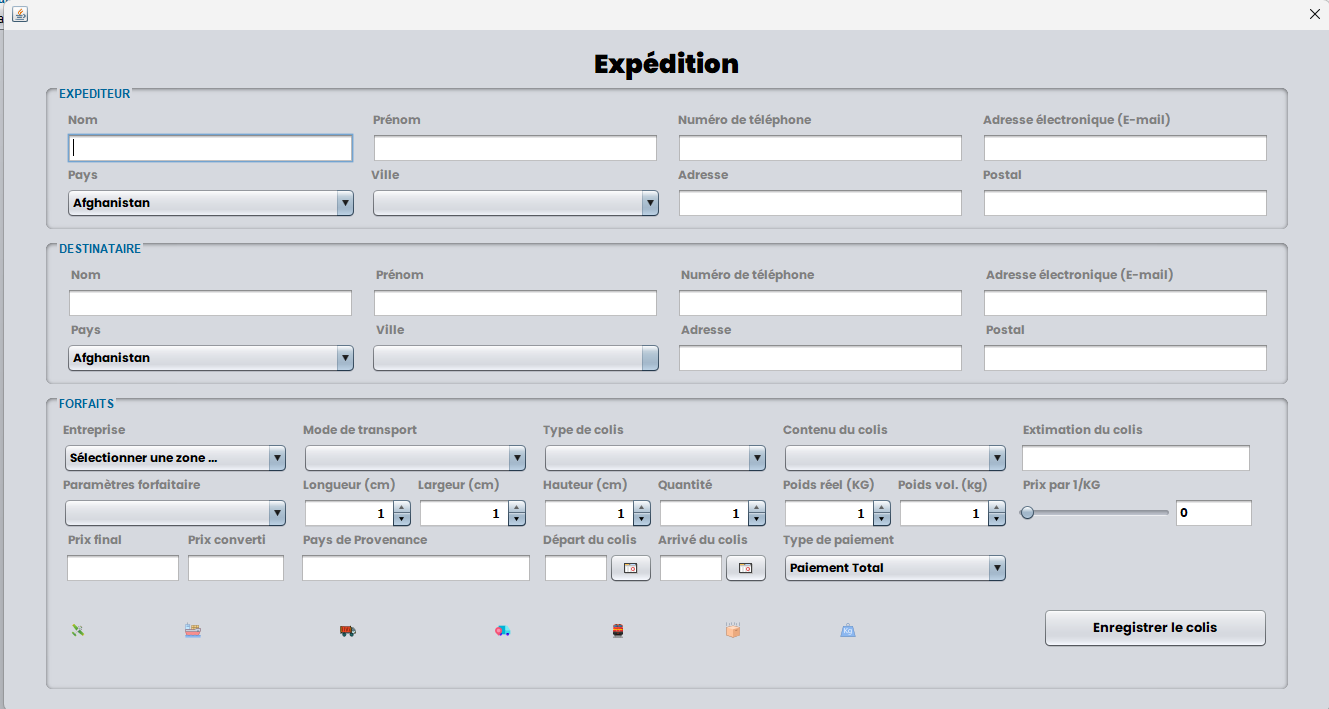 Expédition
EXPEDITEUR
Nom Prénom Numéro de téléphone Adresse électronique (E-mail)
Pays Ville Adresse Postal
Afghanistan
DESTINATAIRE
Nom Prénom Numéro de téléphone Adresse électronique (E-mail)
Pays Ville Adresse Postal
Afghanistan
FORFAITS
Entreprise Mode de transport Type de colis Contenu du colis Extimation du colis
Sélectionner une zone ...
Paramètres forfaitaire Longueur (cm) Largeur (cm) Hauteur (cm) Quantité Poids réel (KG) Poids vol. (kg) Prix par 1/KG
1 1 1 1 1 1 0
Prix final Prix converti Pays de Provenance Départ du colis Arrivé du colis Type de paiement
Paiement Total
Kg
Enregistrer le colis